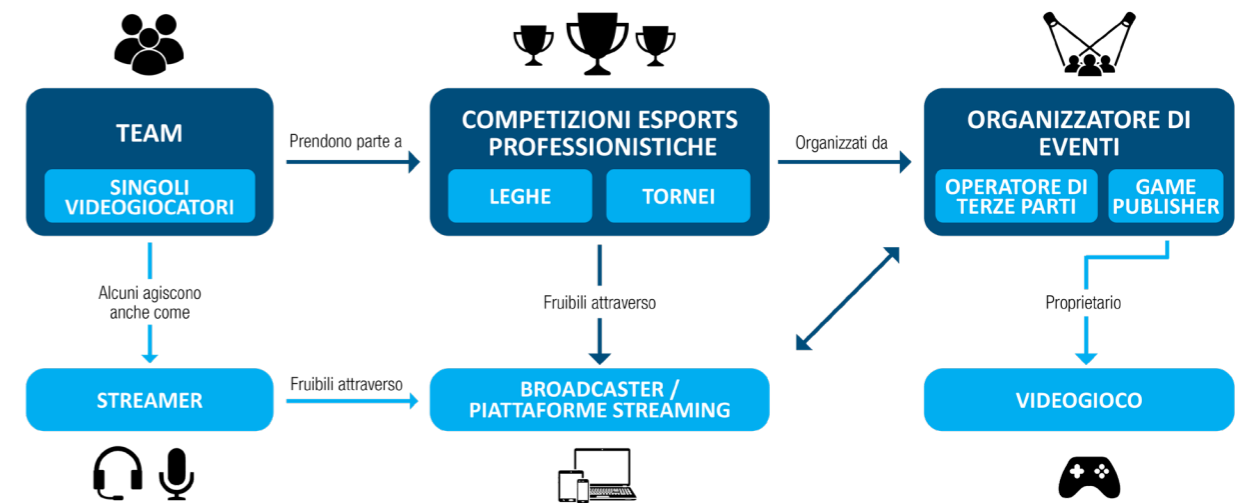 TEAM
SINGOLI
VIDEOGIOCATORI
Prendono parte a
COMPETIZIONI ESPORTS
PROFESSIONISTICHE
LEGHE
TORNEI
Organizzati da
ORGANIZZATORE DI
EVENTI
OPERATORE DI
TERZE PARTI
GAME
PUBLISHER
Alcuni agiscono
anche come
Fruibili attraverso
Proprietario
STREAMER
Fruibili attraverso
BROADCASTER /
PIATTAFORME STREAMING
VIDEOGIOCO